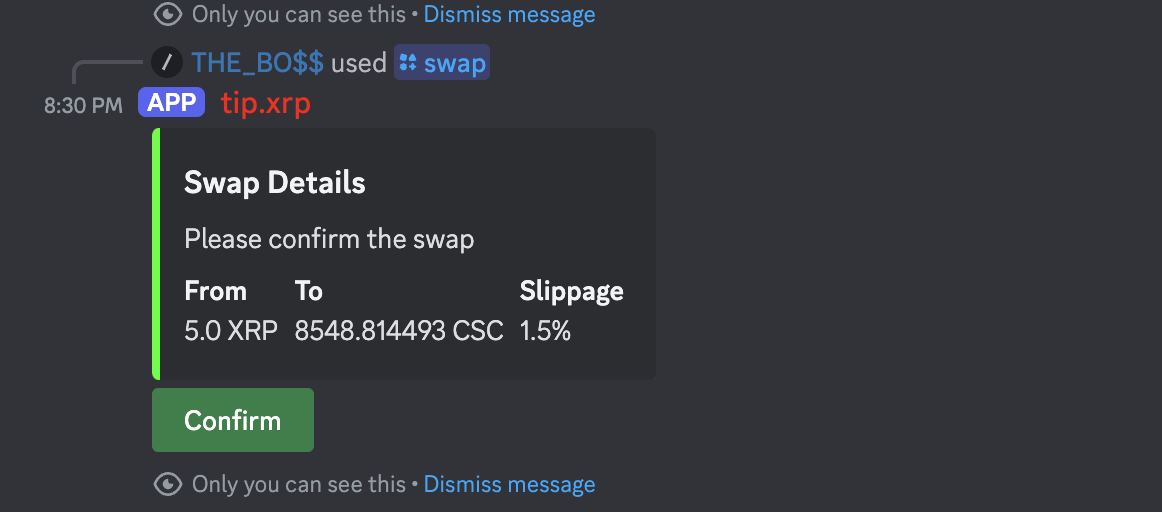 Only you can see this • Dismiss message
/ THE_BO$$ used swap
8:30 PM APP tip.xrp
Swap Details
Please confirm the swap
From To Slippage
5.0 XRP 8548.814493 CSC 1.5%
Confirm
Only you can see this • Dismiss message